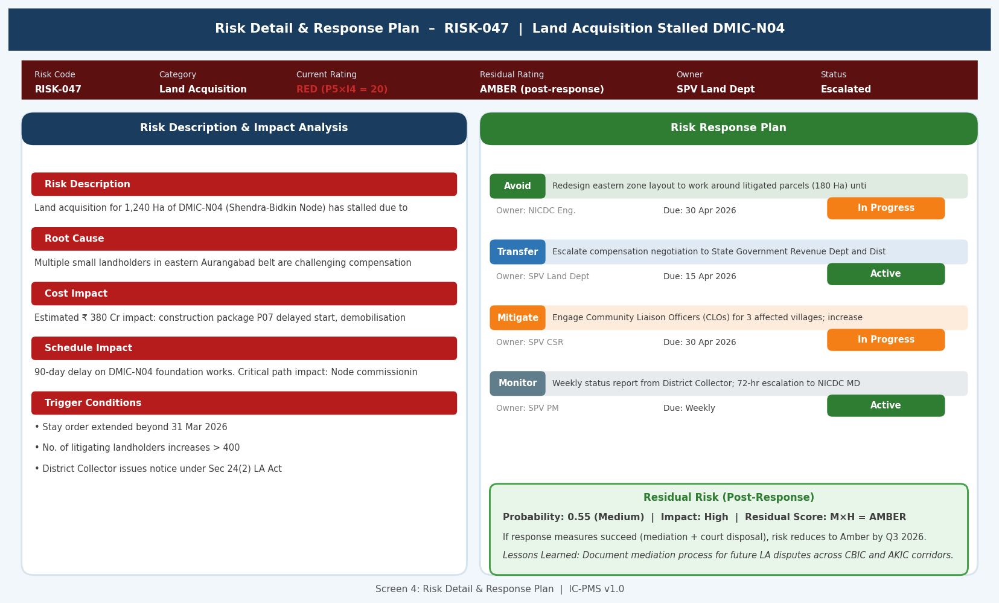 Risk Detail & Response Plan – RISK-047 | Land Acquisition Stalled DMIC-N04
Risk Code
Category
Current Rating
Residual Rating
Owner
Status
RISK-047
Land Acquisition
RED (P5×I4 = 20)
AMBER (post-response)
SPV Land Dept
Escalated
Risk Description & Impact Analysis
Risk Description
Land acquisition for 1,240 Ha of DMIC-N04 (Shendra-Bidkin Node) has stalled due to
Root Cause
Multiple small landholders in eastern Aurangabad belt are challenging compensation
Cost Impact
Estimated ₹ 380 Cr impact: construction package P07 delayed start, demobilisation
Schedule Impact
90-day delay on DMIC-N04 foundation works. Critical path impact: Node commissionin
Trigger Conditions
• Stay order extended beyond 31 Mar 2026
• No. of litigating landholders increases > 400
• District Collector issues notice under Sec 24(2) LA Act
Risk Response Plan
Avoid
Redesign eastern zone layout to work around litigated parcels (180 Ha) unti
Owner: NICDC Eng.
Due: 30 Apr 2026
In Progress
Transfer
Escalate compensation negotiation to State Government Revenue Dept and Dist
Owner: SPV Land Dept
Due: 15 Apr 2026
Active
Mitigate
Engage Community Liaison Officers (CLOs) for 3 affected villages; increase
Owner: SPV CSR
Due: 30 Apr 2026
In Progress
Monitor
Weekly status report from District Collector; 72-hr escalation to NICDC MD
Owner: SPV PM
Due: Weekly
Active
Residual Risk (Post-Response)
Probability: 0.55 (Medium) | Impact: High | Residual Score: M×H = AMBER
If response measures succeed (mediation + court disposal), risk reduces to Amber by Q3 2026.
Lessons Learned: Document mediation process for future LA disputes across CBIC and AKIC corridors.
Screen 4: Risk Detail & Response Plan | IC-PMS v1.0